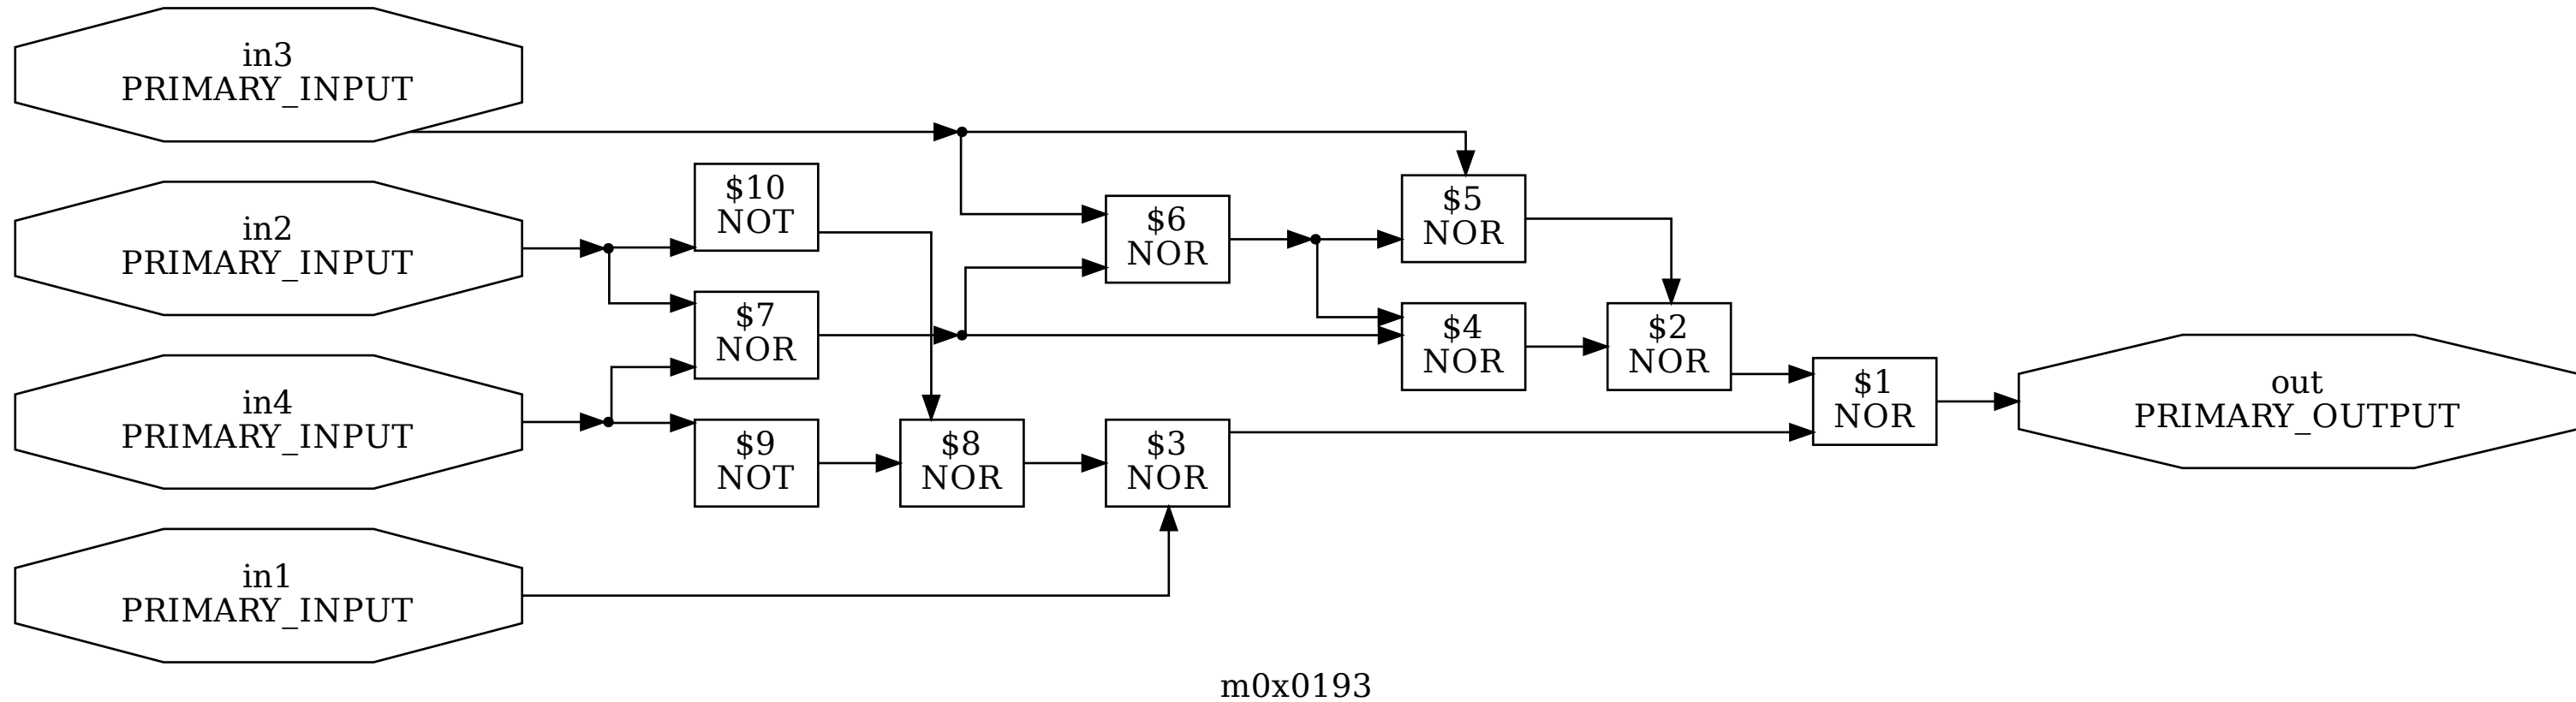 in3
PRIMARY_INPUT
in2
PRIMARY_INPUT
in4
PRIMARY_INPUT
in1
PRIMARY_INPUT
$10
NOT
$7
NOR
$9
NOT
$8
NOR
$6
NOR
$3
NOR
$5
NOR
$4
NOR
$2
NOR
$1
NOR
out
PRIMARY_OUTPUT
m0x0193